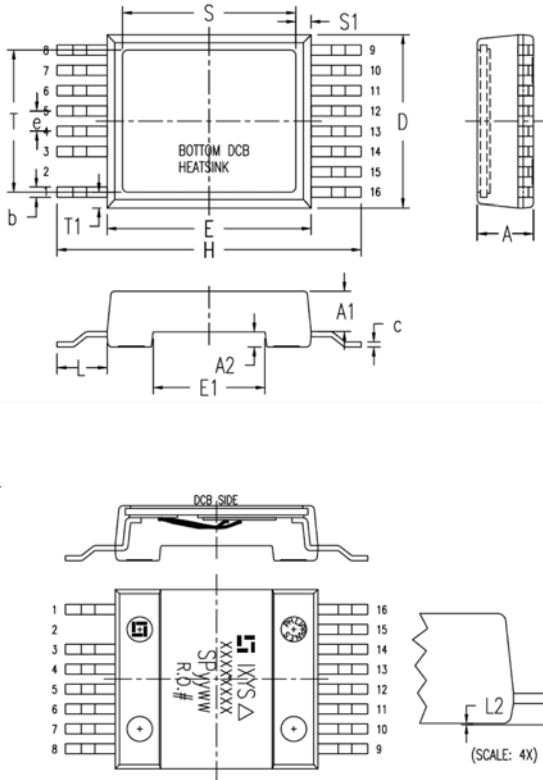 S
S1
8
7
6
5
4
3
2
1
9
10
11
12
13
14
15
16
T
e
b
T1
BOTTOM DCB
HEATSINK
D
E
H
A
A1
A2
c
L
E1
DCB SIDE
1
2
3
4
5
6
7
8
16
15
14
13
12
11
10
9
IXYS
XXXXXXXXX
SPyyww
R.O.#
L2
(SCALE: 4X)